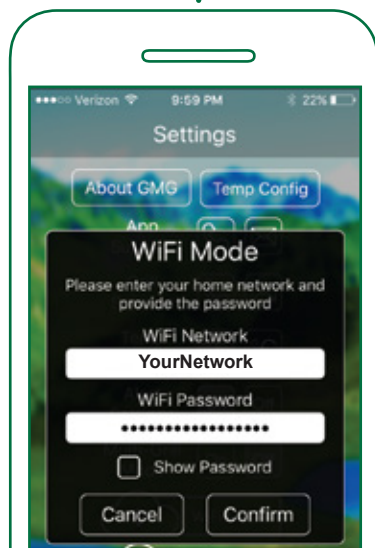 Verizon 9:59 PM 22%
Settings
About GMG Temp Config
App
WiFi Mode
Please enter your home network and
provide the password
WiFi Network
YourNetwork
WiFi Password
•••••••••••••••••
Show Password
Cancel Confirm